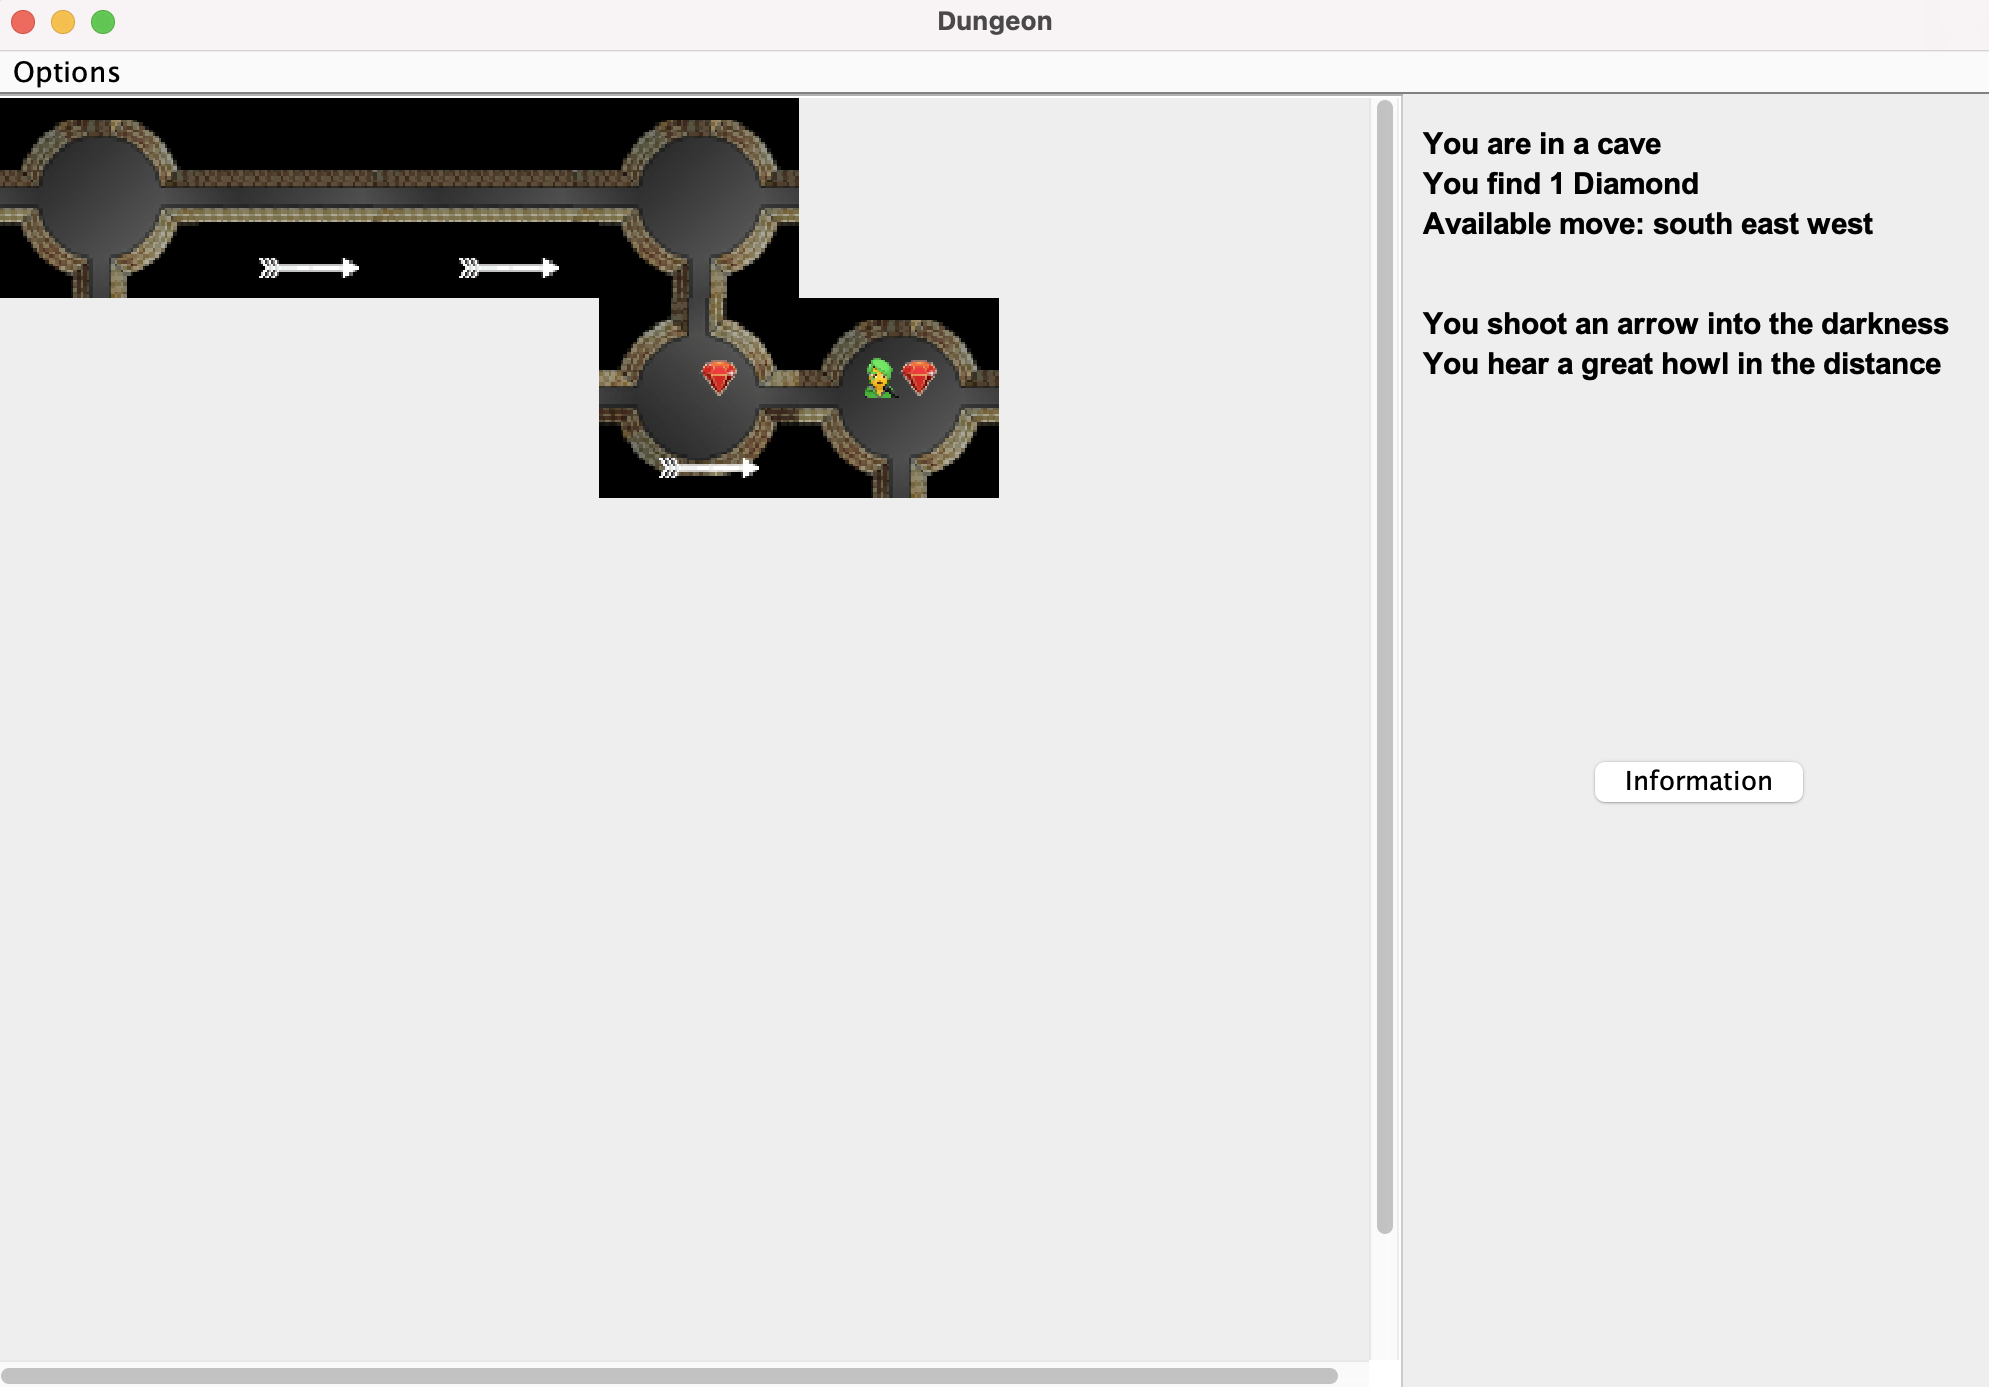 Dungeon
Options
You are in a cave
You find 1 Diamond
Available move: south east west
You shoot an arrow into the darkness
You hear a great howl in the distance
Information